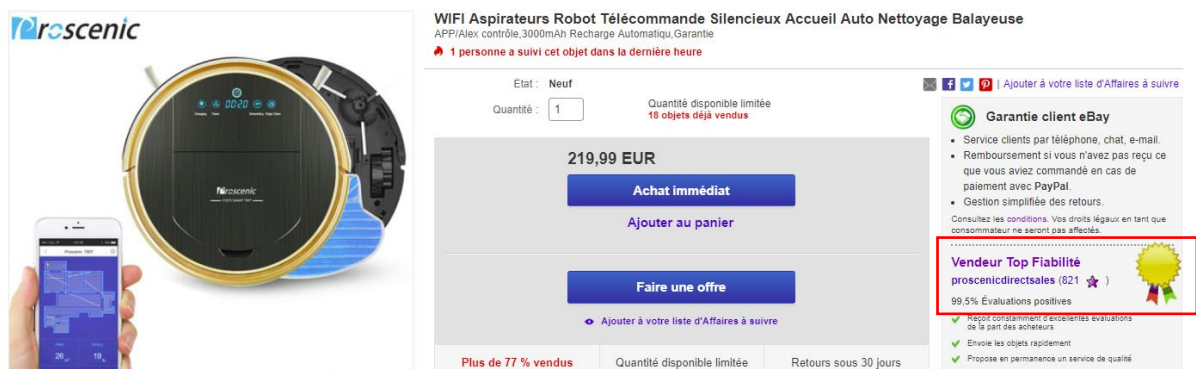 Proscenic
WIFI Aspirateurs Robot Télécommande Silencieux Accueil Auto Nettoyage Balayeuse
APP/Alex contrôle,3000mAh Recharge Automatiqu,Garantie
1 personne a suivi cet objet dans la dernière heure
État : Neuf
Quantité : 1
Quantité disponible limitée
18 objets déjà vendus
219,99 EUR
Achat immédiat
Ajouter au panier
Faire une offre
Ajouter à votre liste d'Affaires à suivre
Plus de 77 % vendus
Quantité disponible limitée
Retours sous 30 jours
| Ajouter à votre liste d'Affaires à suivre
Garantie client eBay
Service clients par téléphone, chat, e-mail.
Remboursement si vous n'avez pas reçu ce
que vous aviez commandé en cas de
paiement avec PayPal.
Gestion simplifiée des retours.
Consultez les conditions. Vos droits légaux en tant que
consommateur ne seront pas affectés.
Vendeur Top Fiabilité
proscenicdirectsales (821 )
99,5% Évaluations positives
Reçoit constamment d'excellentes évaluations
de la part des acheteurs
Envoie les objets rapidement
Propose en permanence un service de qualité
00:20
Proscenic
Proscenic 790T
26
19